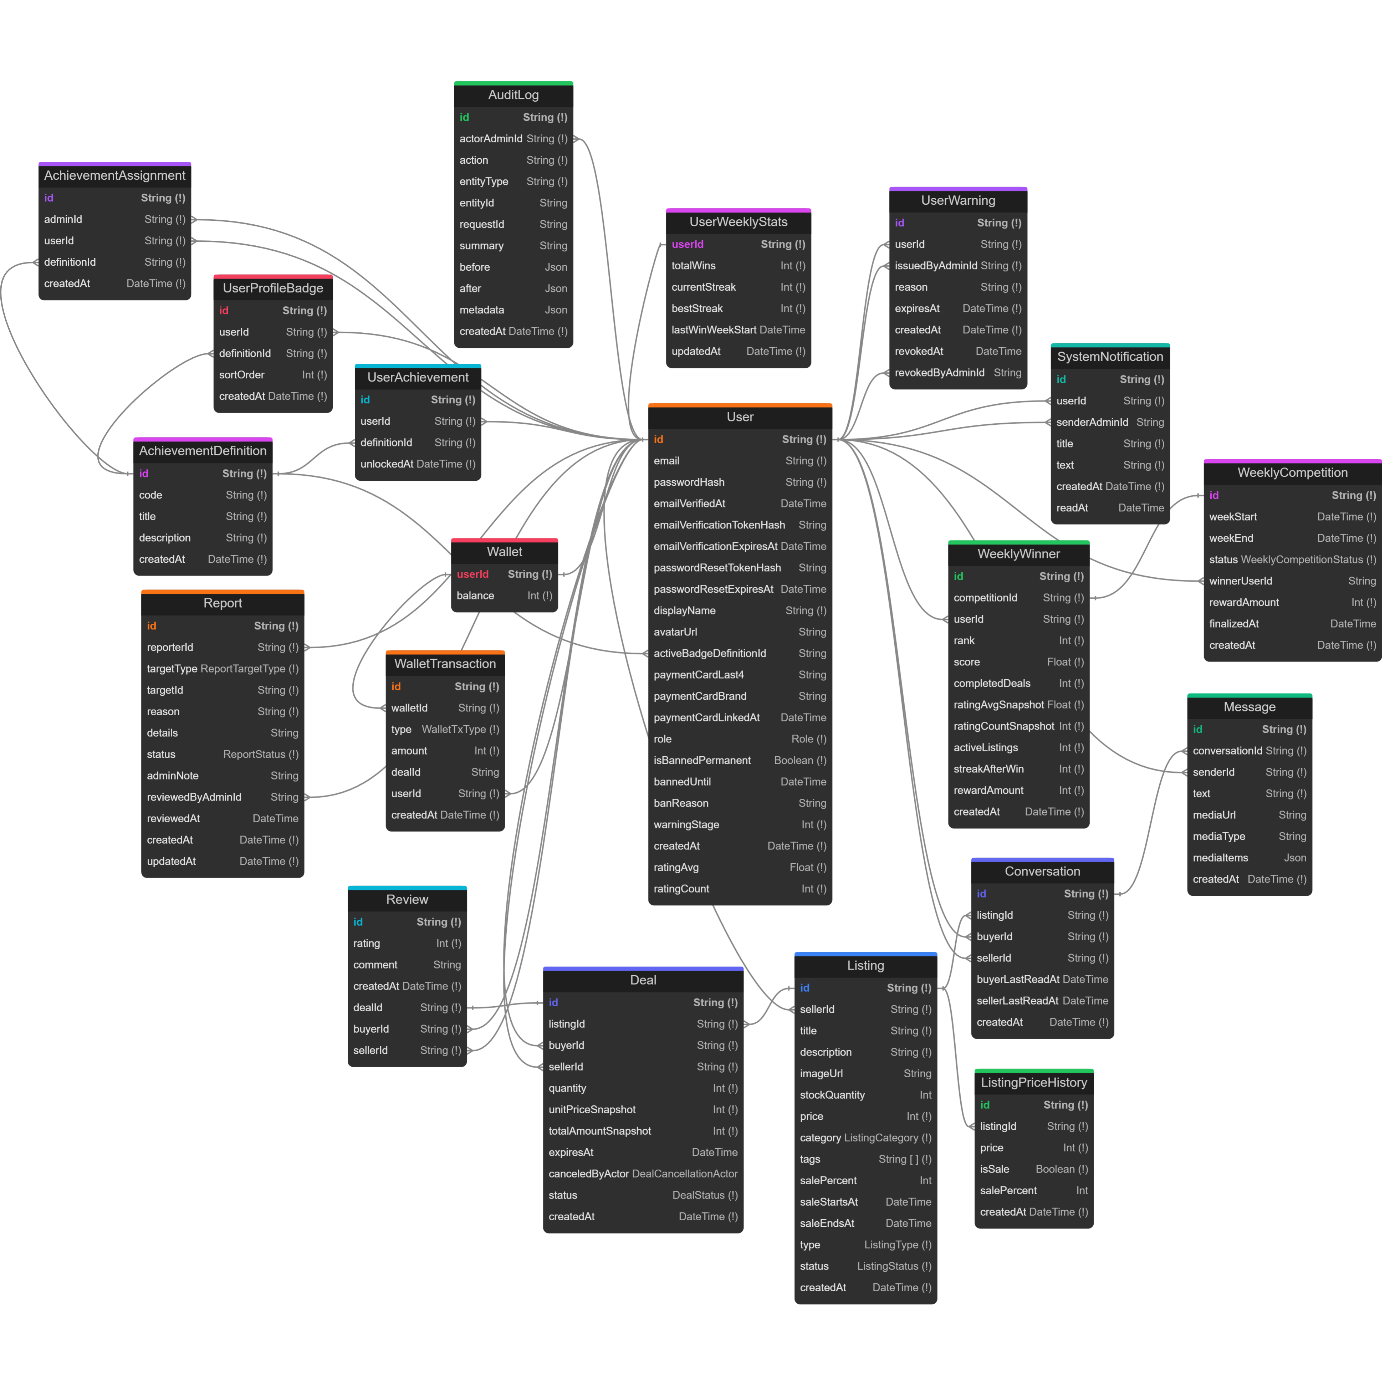 AuditLog
id String (!)
actorAdminId String (!)
action String (!)
entityType String (!)
entityId String
requestId String
summary String
before Json
after Json
metadata Json
createdAt DateTime (!)
AchievementAssignment
id String (!)
adminId String (!)
userId String (!)
definitionId String (!)
createdAt DateTime (!)
UserProfileBadge
id String (!)
userId String (!)
definitionId String (!)
sortOrder Int (!)
createdAt DateTime (!)
UserAchievement
id String (!)
userId String (!)
definitionId String (!)
unlockedAt DateTime (!)
AchievementDefinition
id String (!)
code String (!)
title String (!)
description String (!)
createdAt DateTime (!)
UserWeeklyStats
userId String (!)
totalWins Int (!)
currentStreak Int (!)
bestStreak Int (!)
lastWinWeekStart DateTime
updatedAt DateTime (!)
UserWarning
id String (!)
userId String (!)
issuedByAdminId String (!)
reason String (!)
expiresAt DateTime (!)
createdAt DateTime (!)
revokedAt DateTime
revokedByAdminId String
SystemNotification
id String (!)
userId String (!)
senderAdminId String
title String (!)
text String (!)
createdAt DateTime (!)
readAt DateTime
WeeklyCompetition
id String (!)
weekStart DateTime (!)
weekEnd DateTime (!)
status WeeklyCompetitionStatus (!)
winnerUserId String
rewardAmount Int (!)
finalizedAt DateTime
createdAt DateTime (!)
User
id String (!)
email String (!)
passwordHash String (!)
emailVerifiedAt DateTime
emailVerificationTokenHash String
emailVerificationExpiresAt DateTime
passwordResetTokenHash String
passwordResetExpiresAt DateTime
displayName String (!)
avatarUrl String
activeBadgeDefinitionId String
paymentCardLast4 String
paymentCardBrand String
paymentCardLinkedAt DateTime
role Role (!)
isBannedPermanent Boolean (!)
bannedUntil DateTime
banReason String
warningStage Int (!)
createdAt DateTime (!)
ratingAvg Float (!)
ratingCount Int (!)
Wallet
userId String (!)
balance Int (!)
WeeklyWinner
id String (!)
competitionId String (!)
userId String (!)
rank Int (!)
score Float (!)
completedDeals Int (!)
ratingAvgSnapshot Float (!)
ratingCountSnapshot Int (!)
activeListings Int (!)
streakAfterWin Int (!)
rewardAmount Int (!)
createdAt DateTime (!)
Report
id String (!)
reporterId String (!)
targetType ReportTargetType (!)
targetId String (!)
reason String (!)
details String
status ReportStatus (!)
adminNote String
reviewedByAdminId String
reviewedAt DateTime
createdAt DateTime (!)
updatedAt DateTime (!)
WalletTransaction
id String (!)
walletId String (!)
type WalletTxType (!)
amount Int (!)
dealId String
userId String (!)
createdAt DateTime (!)
Message
id String (!)
conversationId String (!)
senderId String (!)
text String (!)
mediaUrl String
mediaType String
mediaItems Json
createdAt DateTime (!)
Conversation
id String (!)
listingId String (!)
buyerId String (!)
sellerId String (!)
buyerLastReadAt DateTime
sellerLastReadAt DateTime
createdAt DateTime (!)
Review
id String (!)
rating Int (!)
comment String
createdAt DateTime (!)
dealId String (!)
buyerId String (!)
sellerId String (!)
Deal
id String (!)
listingId String (!)
buyerId String (!)
sellerId String (!)
quantity Int (!)
unitPriceSnapshot Int (!)
totalAmountSnapshot Int (!)
expiresAt DateTime
canceledByActor DealCancellationActor
status DealStatus (!)
createdAt DateTime (!)
Listing
id String (!)
sellerId String (!)
title String (!)
description String (!)
imageUrl String
stockQuantity Int
price Int (!)
category ListingCategory (!)
tags String [ ] (!)
salePercent Int
saleStartsAt DateTime
saleEndsAt DateTime
type ListingType (!)
status ListingStatus (!)
createdAt DateTime (!)
ListingPriceHistory
id String (!)
listingId String (!)
price Int (!)
isSale Boolean (!)
salePercent Int
createdAt DateTime (!)